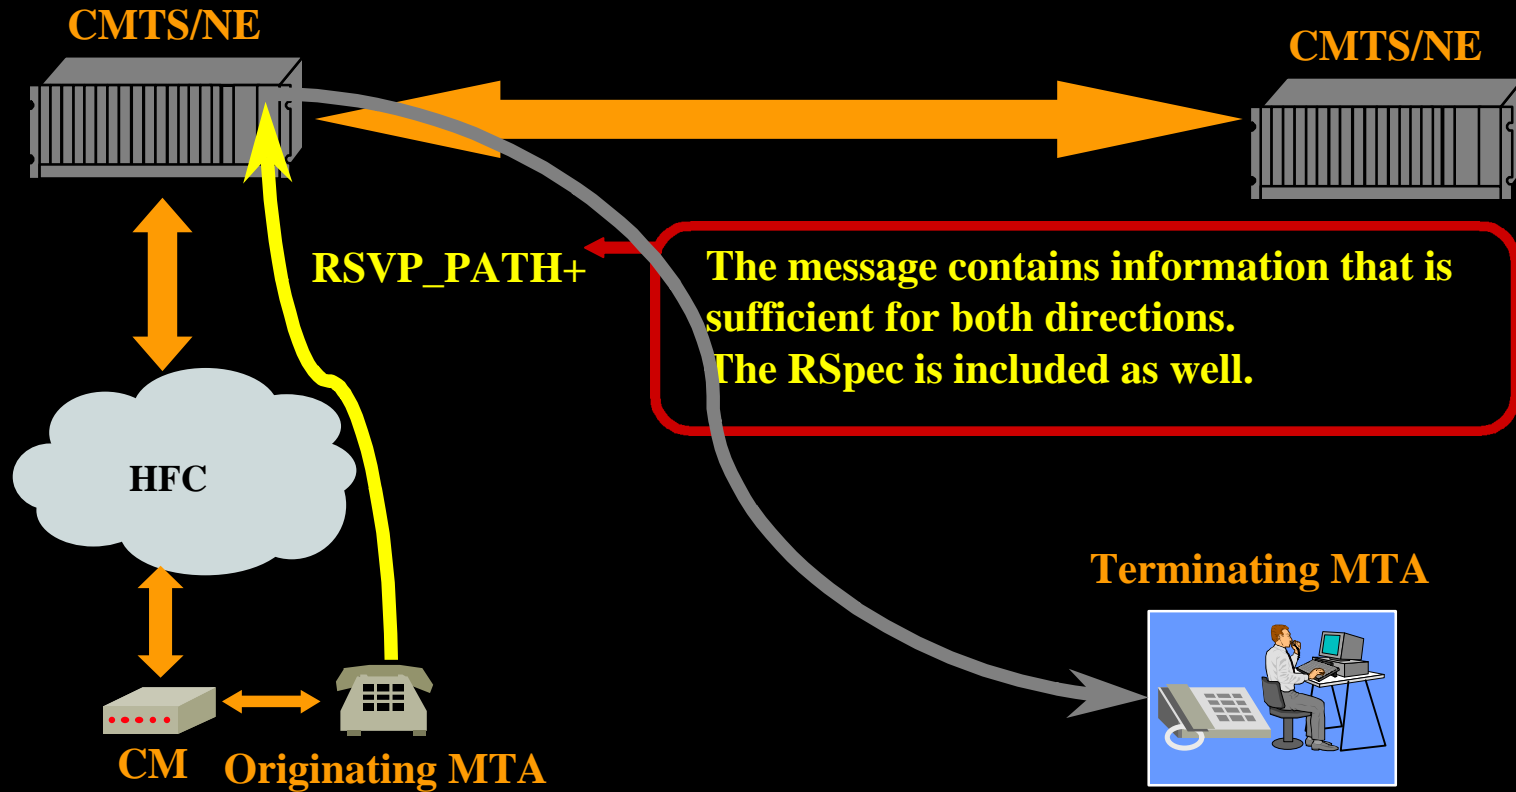 CMTS/NE
CMTS/NE
RSVP_PATH+
The message contains information that is
sufficient for both directions.
The RSpec is included as well.
HFC
Terminating MTA
CM
Originating MTA